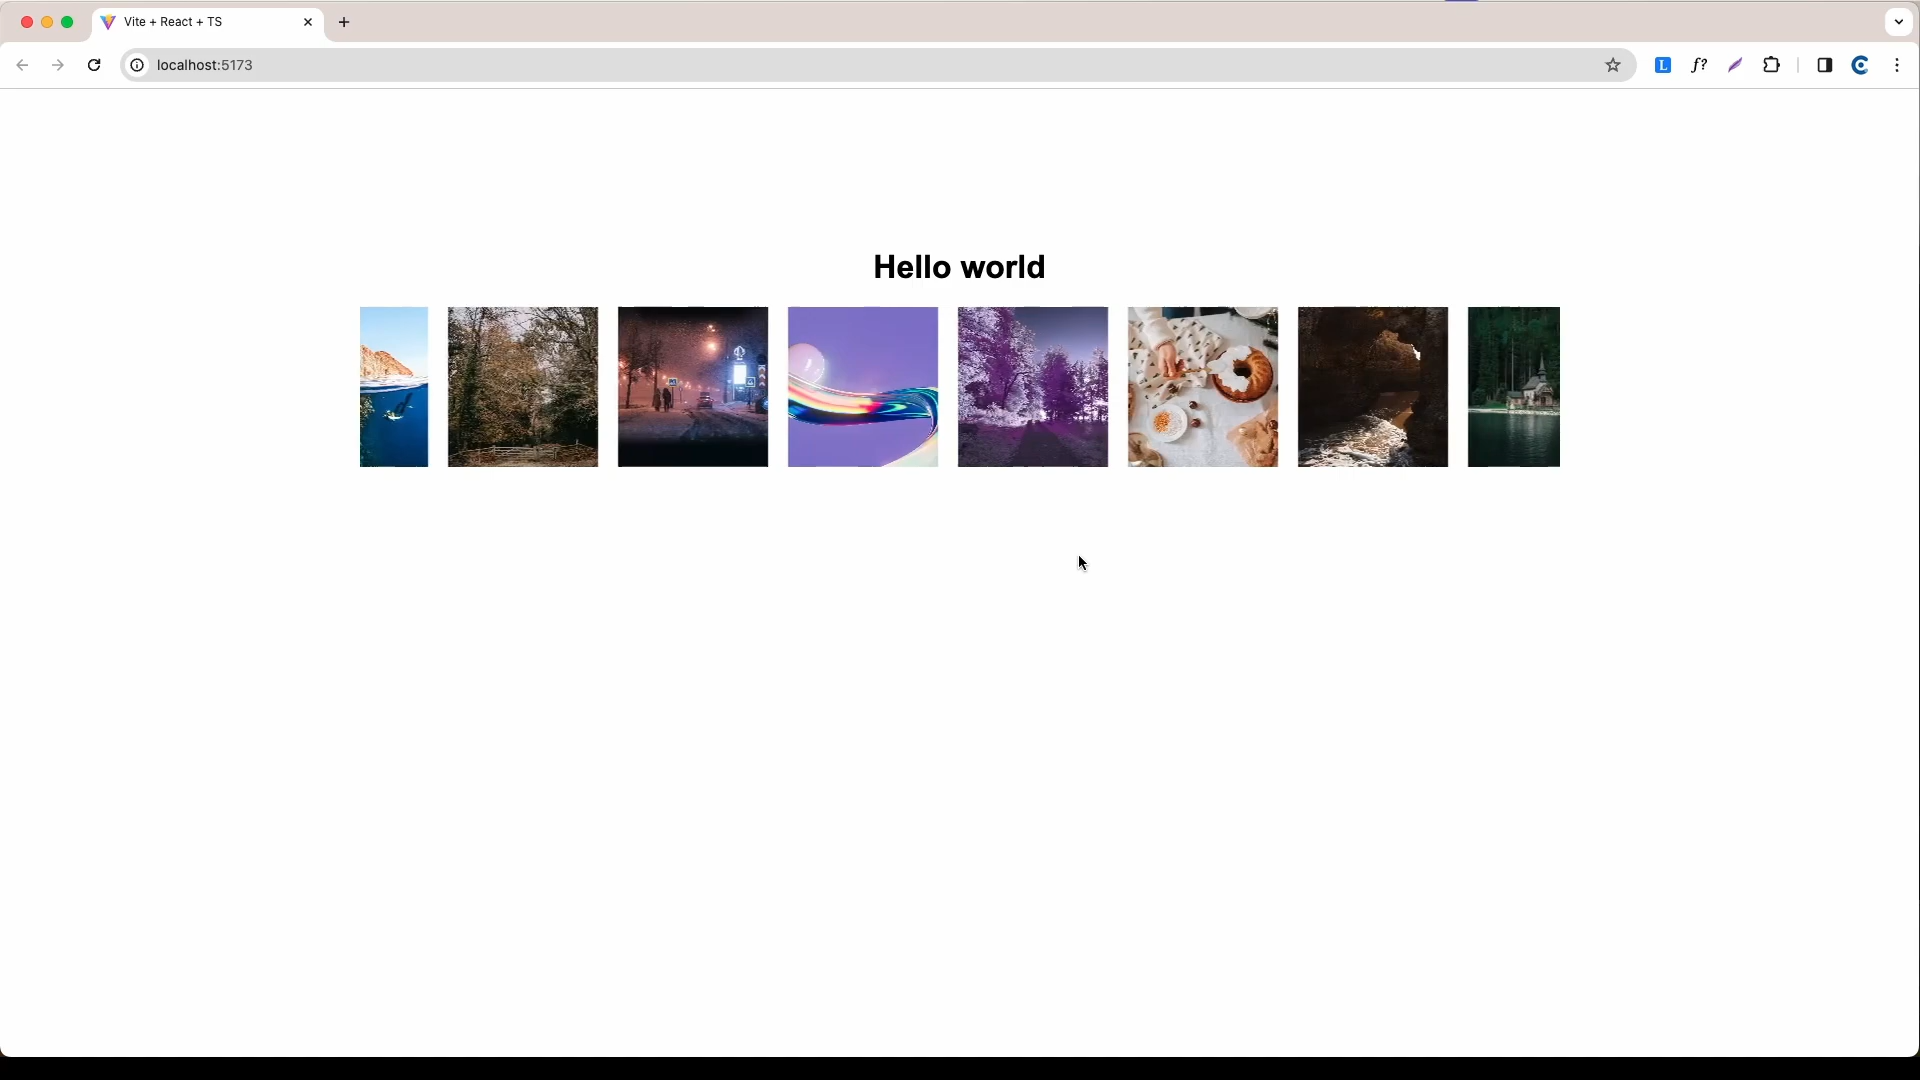 Vite + React + TS
localhost:5173
L
f?
Hello world